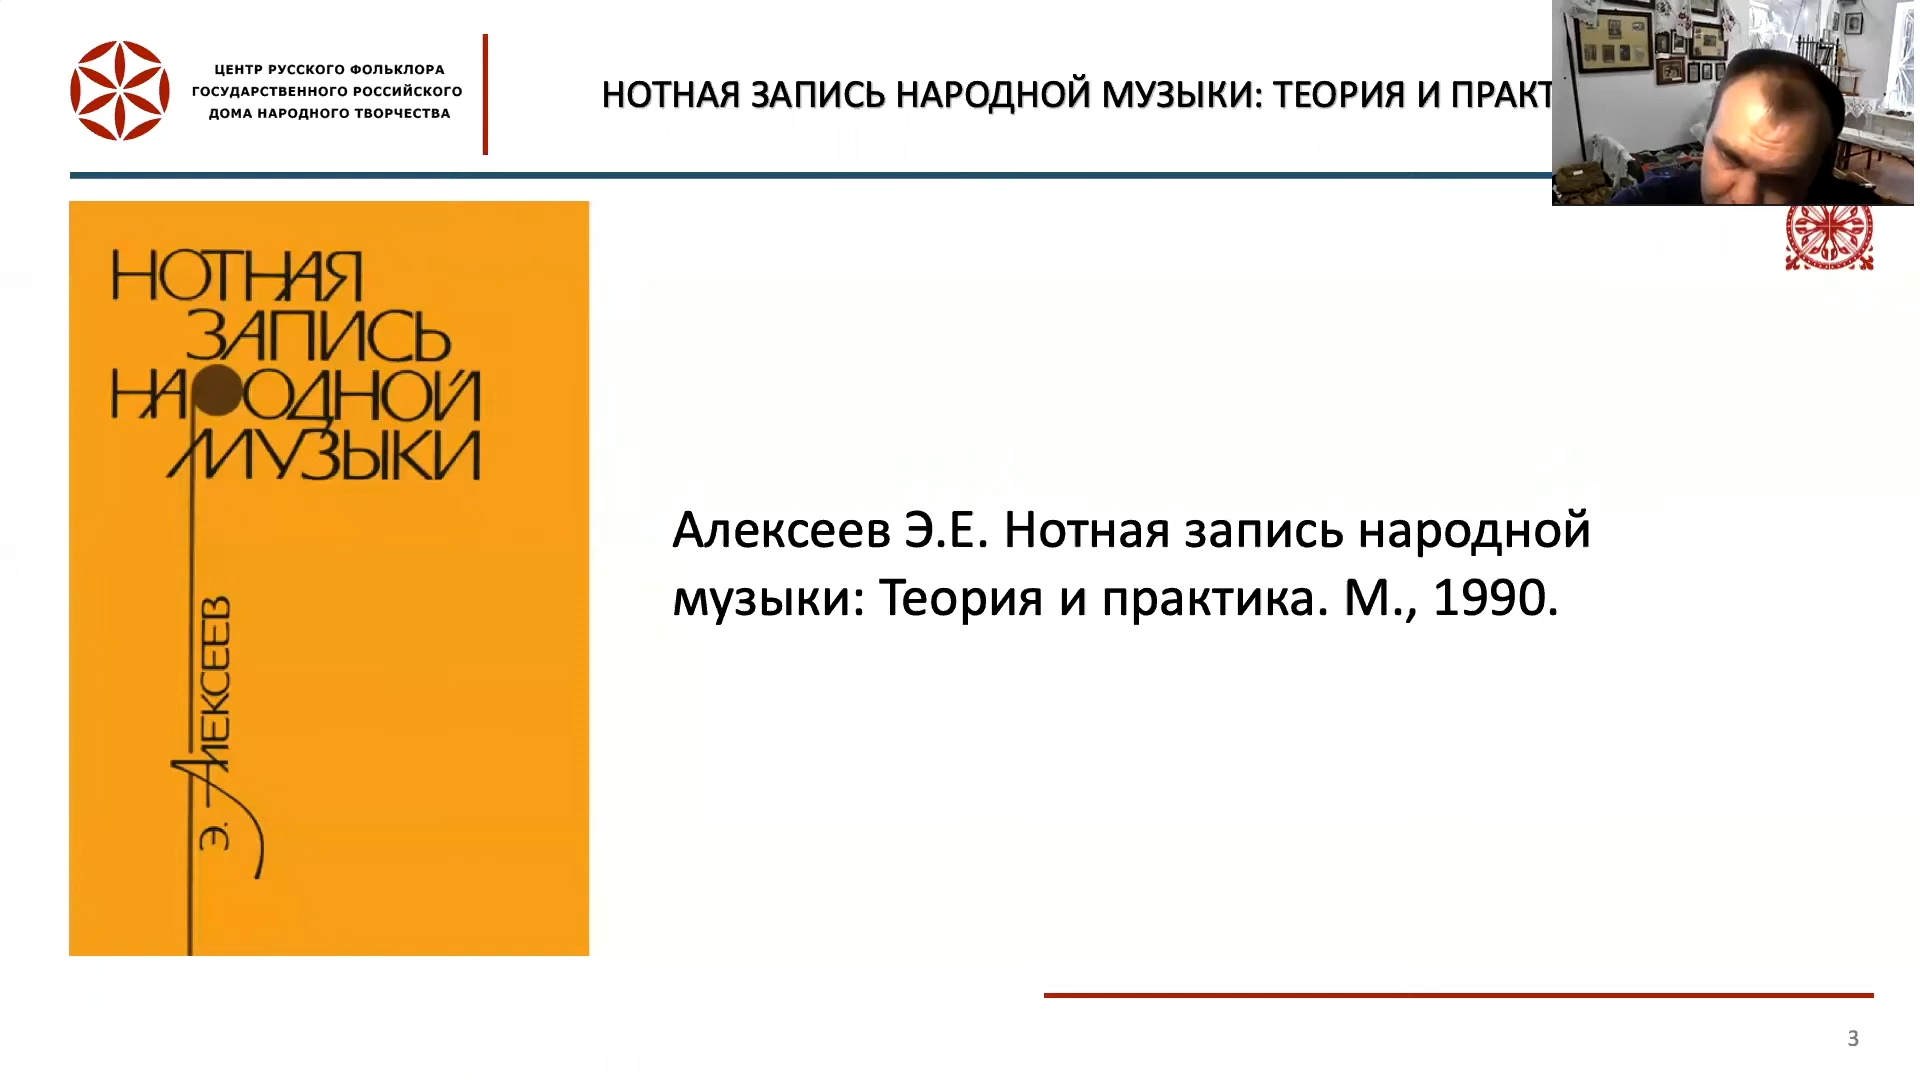 ЦЕНТР РУССКОГО ФОЛЬКЛОРА
ГОСУДАРСТВЕННОГО РОССИЙСКОГО
ДОМА НАРОДНОГО ТВОРЧЕСТВА
НОТНАЯ ЗАПИСЬ НАРОДНОЙ МУЗЫКИ: ТЕОРИЯ И ПРАКТ
НОТНАЯ
ЗАПИСЬ
НАРОДНОЙ
МУЗЫКИ
Э. АЛЕКСЕЕВ
Алексеев Э.Е. Нотная запись народной
музыки: Теория и практика. М., 1990.
3